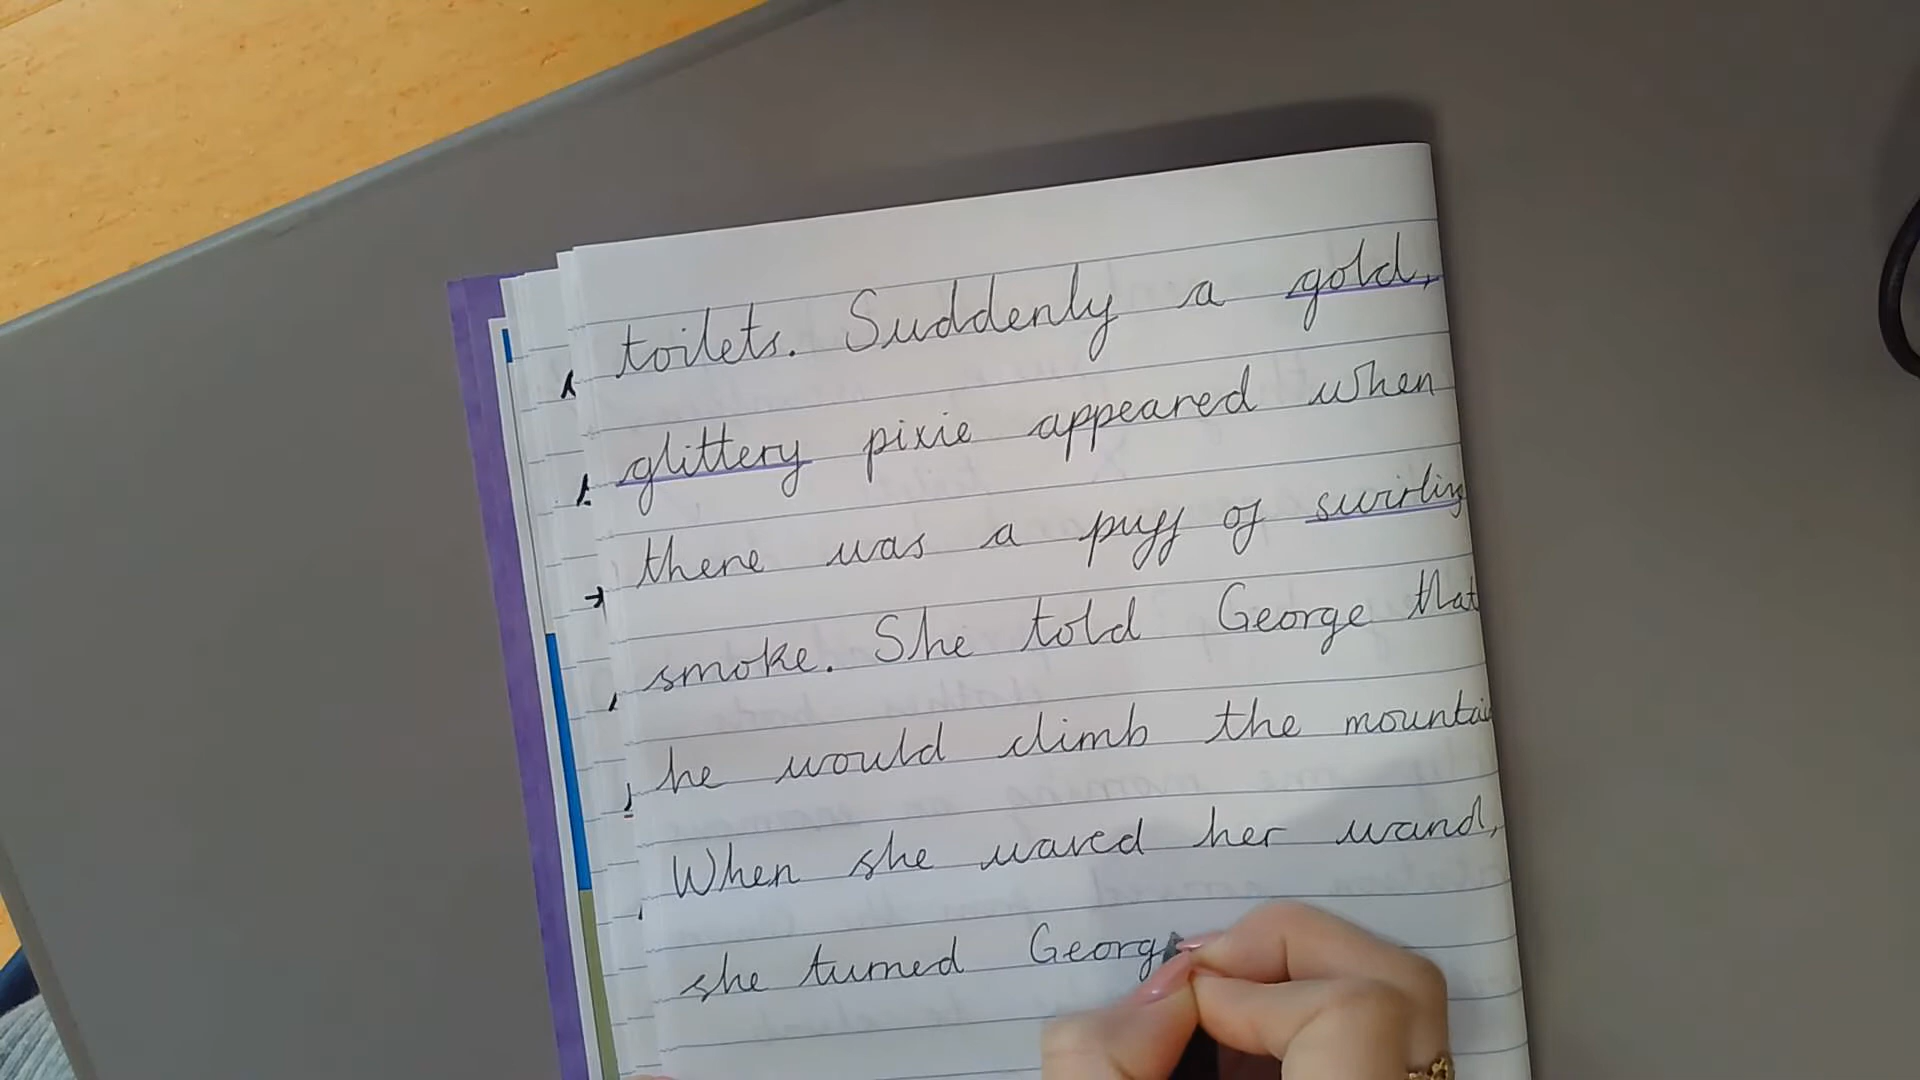 toilets. Suddenly a gold,
glittery pixie appeared when
there was a puff of swirling
smoke. She told George that
he would climb the mountain
When she waved her wand,
she turned Georg